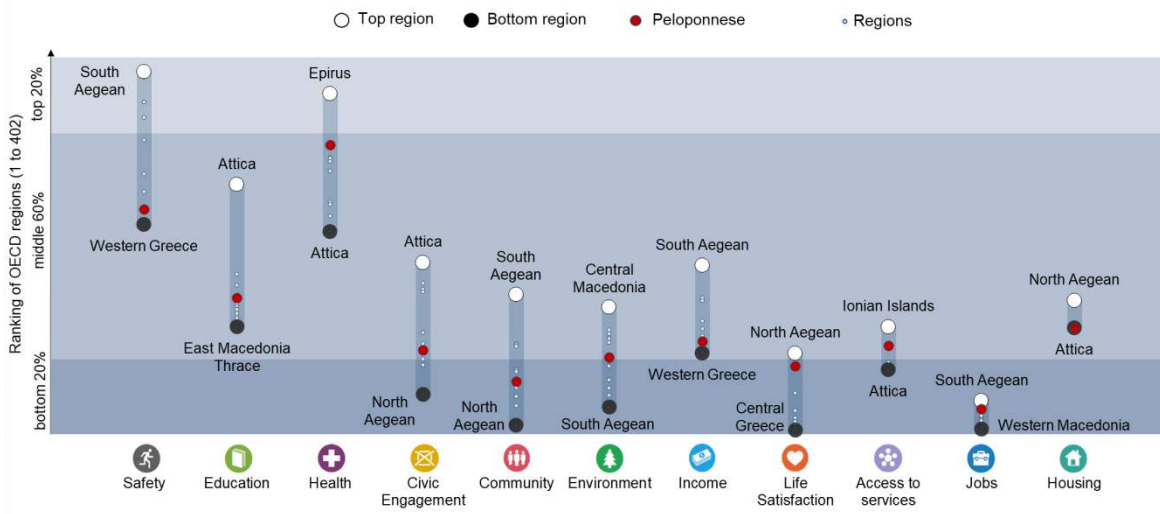 Top region
Bottom region
Peloponnese
Regions
Ranking of OECD regions (1 to 402)
top 20%
middle 60%
bottom 20%
South
Aegean
Western Greece
Attica
East Macedonia
Thrace
Epirus
Attica
Attica
North
Aegean
South
Aegean
North
Aegean
Central
Macedonia
South Aegean
South Aegean
Western Greece
North Aegean
Central
Greece
Ionian Islands
Attica
South Aegean
Western Macedonia
North Aegean
Attica
Safety
Education
Health
Civic
Engagement
Community
Environment
Income
Life
Satisfaction
Access to
services
Jobs
Housing